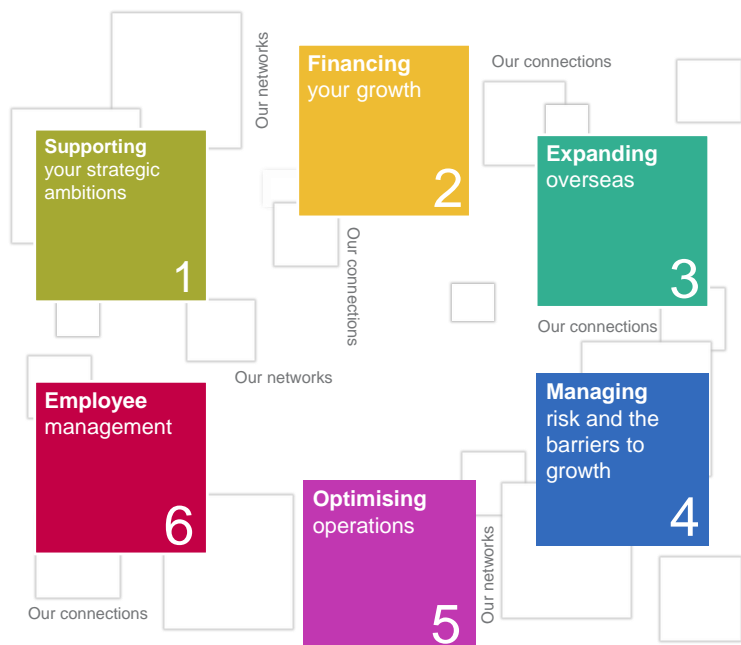 Our networks
Financing
your growth
2
Our connections
Supporting
your strategic
ambitions
1
Expanding
overseas
3
Our connections
Our connections
Our networks
Employee
management
6
Managing
risk and the
barriers to
growth
4
Optimising
operations
5
Our networks
Our connections